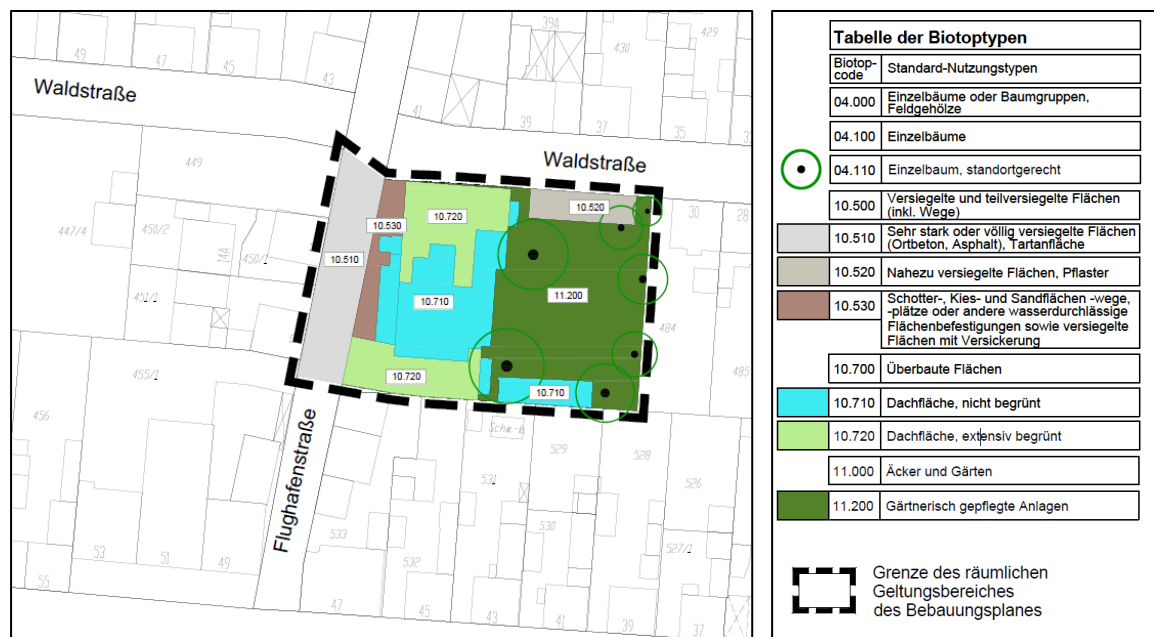 39A
429
430
49
47
45
43
Waldstraße
41
39
37
35
449
Waldstraße
10.720
10.520
30
28
10.530
447/4
450/2
14A
450/1
10.510
11.200
10.710
451/1
484
485
455/1
10.720
10.710
456
529
528
Flughafenstraße
531
526
530
533
527/1
532
53
51
49
55
47
45
43
41
39
37
Tabelle der Biotoptypen
Biotop-
code
Standard-Nutzungstypen
04.000
Einzelbäume oder Baumgruppen,
Feldgehölze
04.100
Einzelbäume
04.110
Einzelbaum, standortgerecht
10.500
Versiegelte und teilversiegelte Flächen
(inkl. Wege)
10.510
Sehr stark oder völlig versiegelte Flächen
(Ortbeton, Asphalt), Tartanfläche
10.520
Nahezu versiegelte Flächen, Pflaster
10.530
Schotter-, Kies- und Sandflächen -wege,
-plätze oder andere wasserdurchlässige
Flächenbefestigungen sowie versiegelte
Flächen mit Versickerung
10.700
Überbaute Flächen
10.710
Dachfläche, nicht begrünt
10.720
Dachfläche, extensiv begrünt
11.000
Äcker und Gärten
11.200
Gärtnerisch gepflegte Anlagen
Grenze des räumlichen
Geltungsbereiches
des Bebauungsplanes